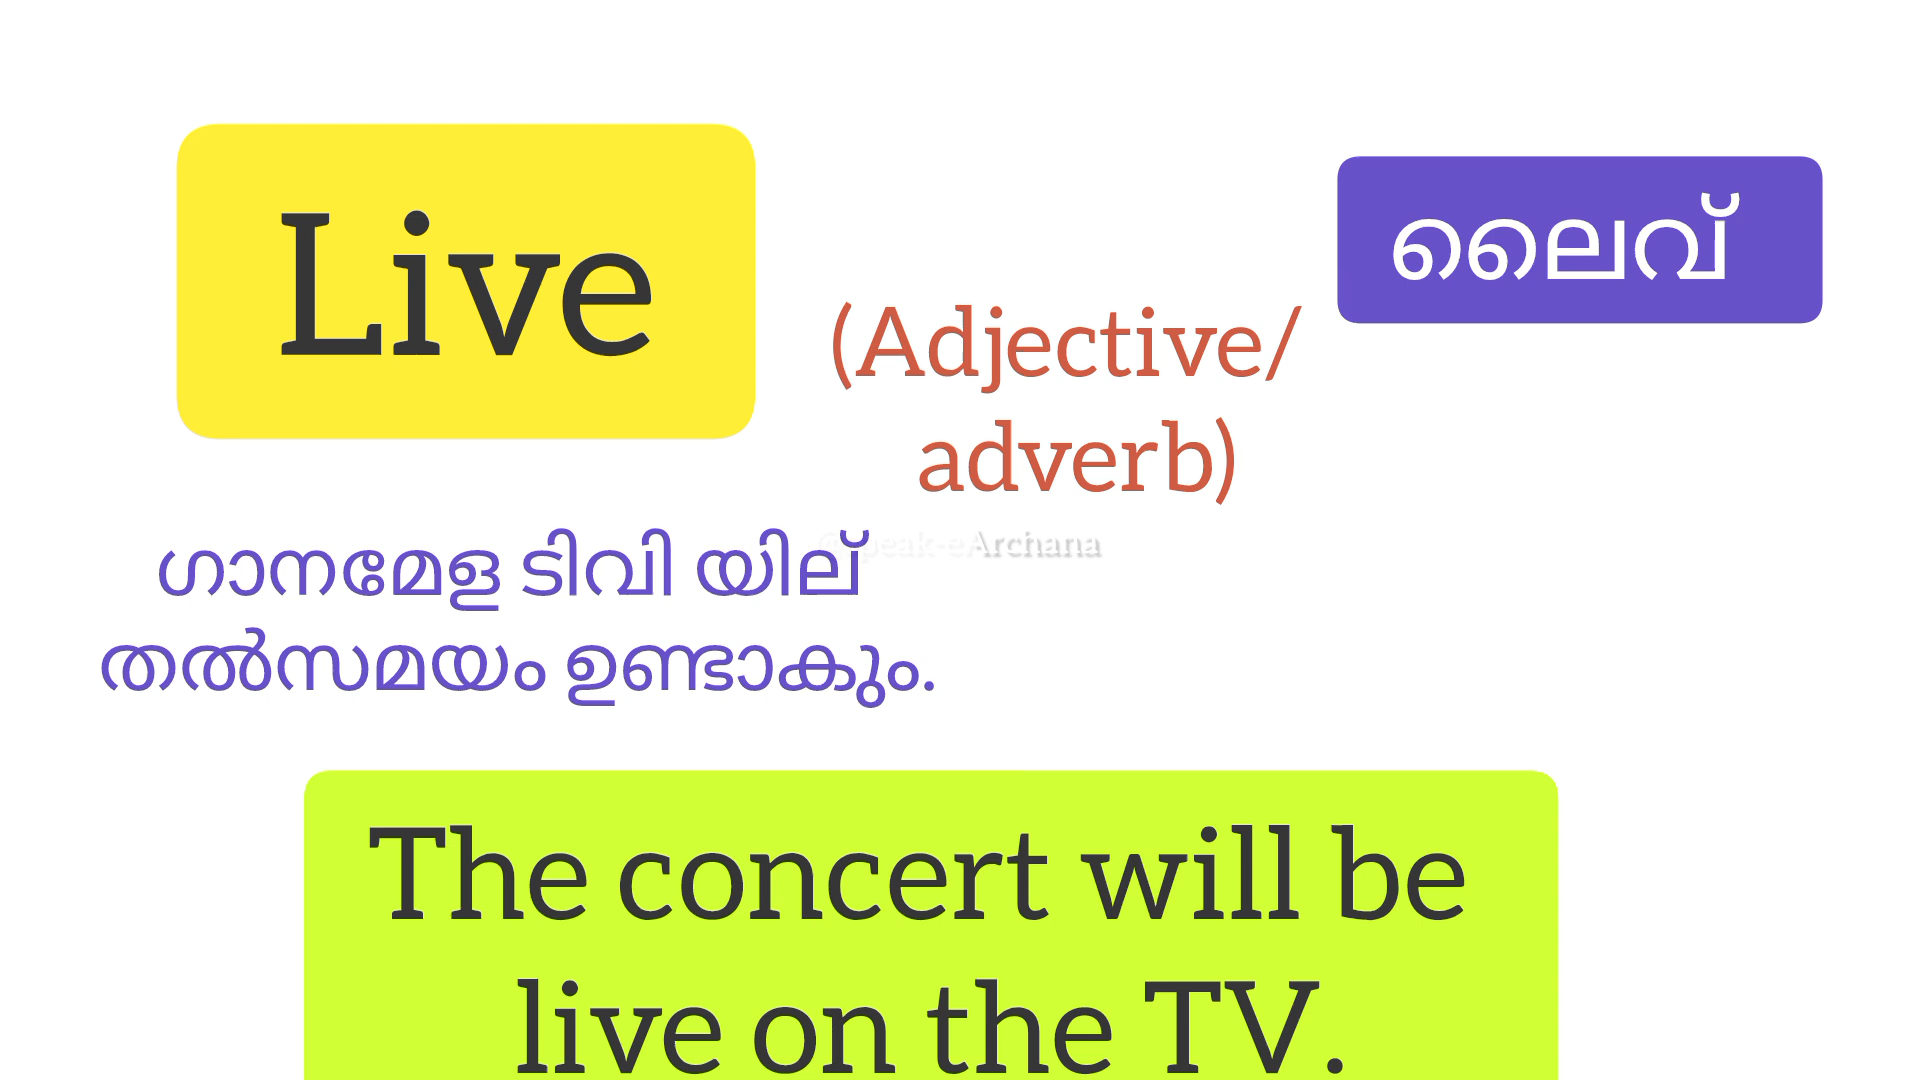 Live
ലൈവ്
(Adjective/
adverb)
ഗാനമേള ടിവി യില്
തൽസമയം ഉണ്ടാകും.
The concert will be
live on the TV.